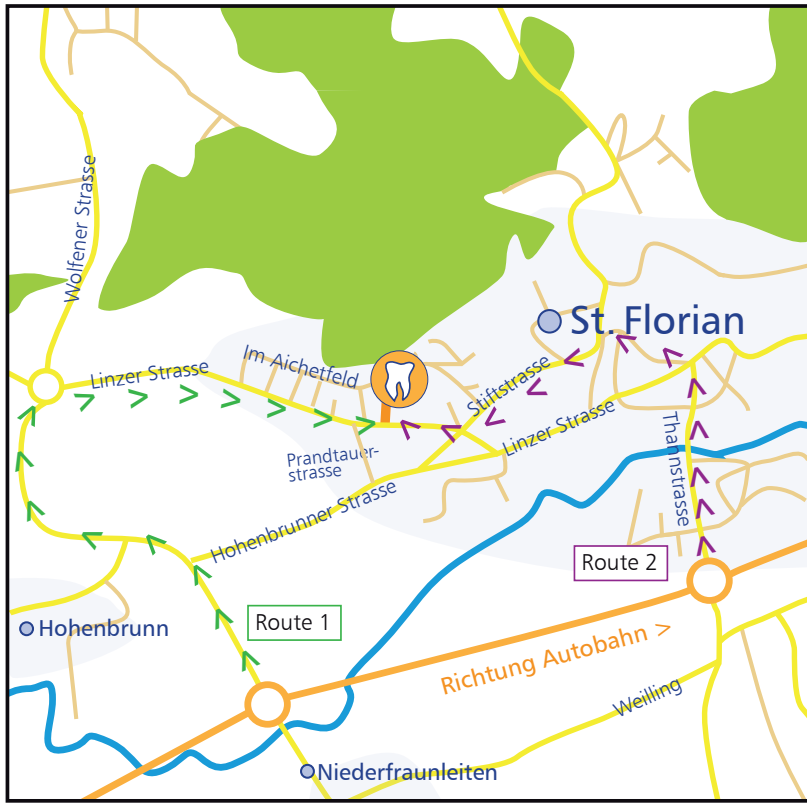 Wolfener Strasse
St. Florian
Linzer Strasse
Im Aichetfeld
Stiftstrasse
Linzer Strasse
Thannstrasse
Prandtauer-
strasse
Hohenbrunner Strasse
Route 2
Route 1
Hohenbrunn
Richtung Autobahn >
Weilling
Niederfraunleiten